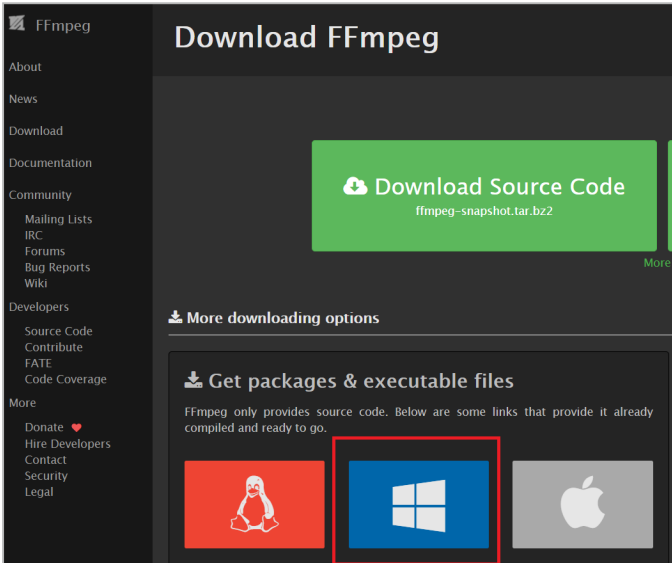 FFmpeg
About
News
Download
Documentation
Community
Mailing Lists
IRC
Forums
Bug Reports
Wiki
Developers
Source Code
Contribute
FATE
Code Coverage
More
Donate
Hire Developers
Contact
Security
Legal
Download FFmpeg
Download Source Code
ffmpeg-snapshot.tar.bz2
More
More downloading options
Get packages & executable files
FFmpeg only provides source code. Below are some links that provide it already
compiled and ready to go.